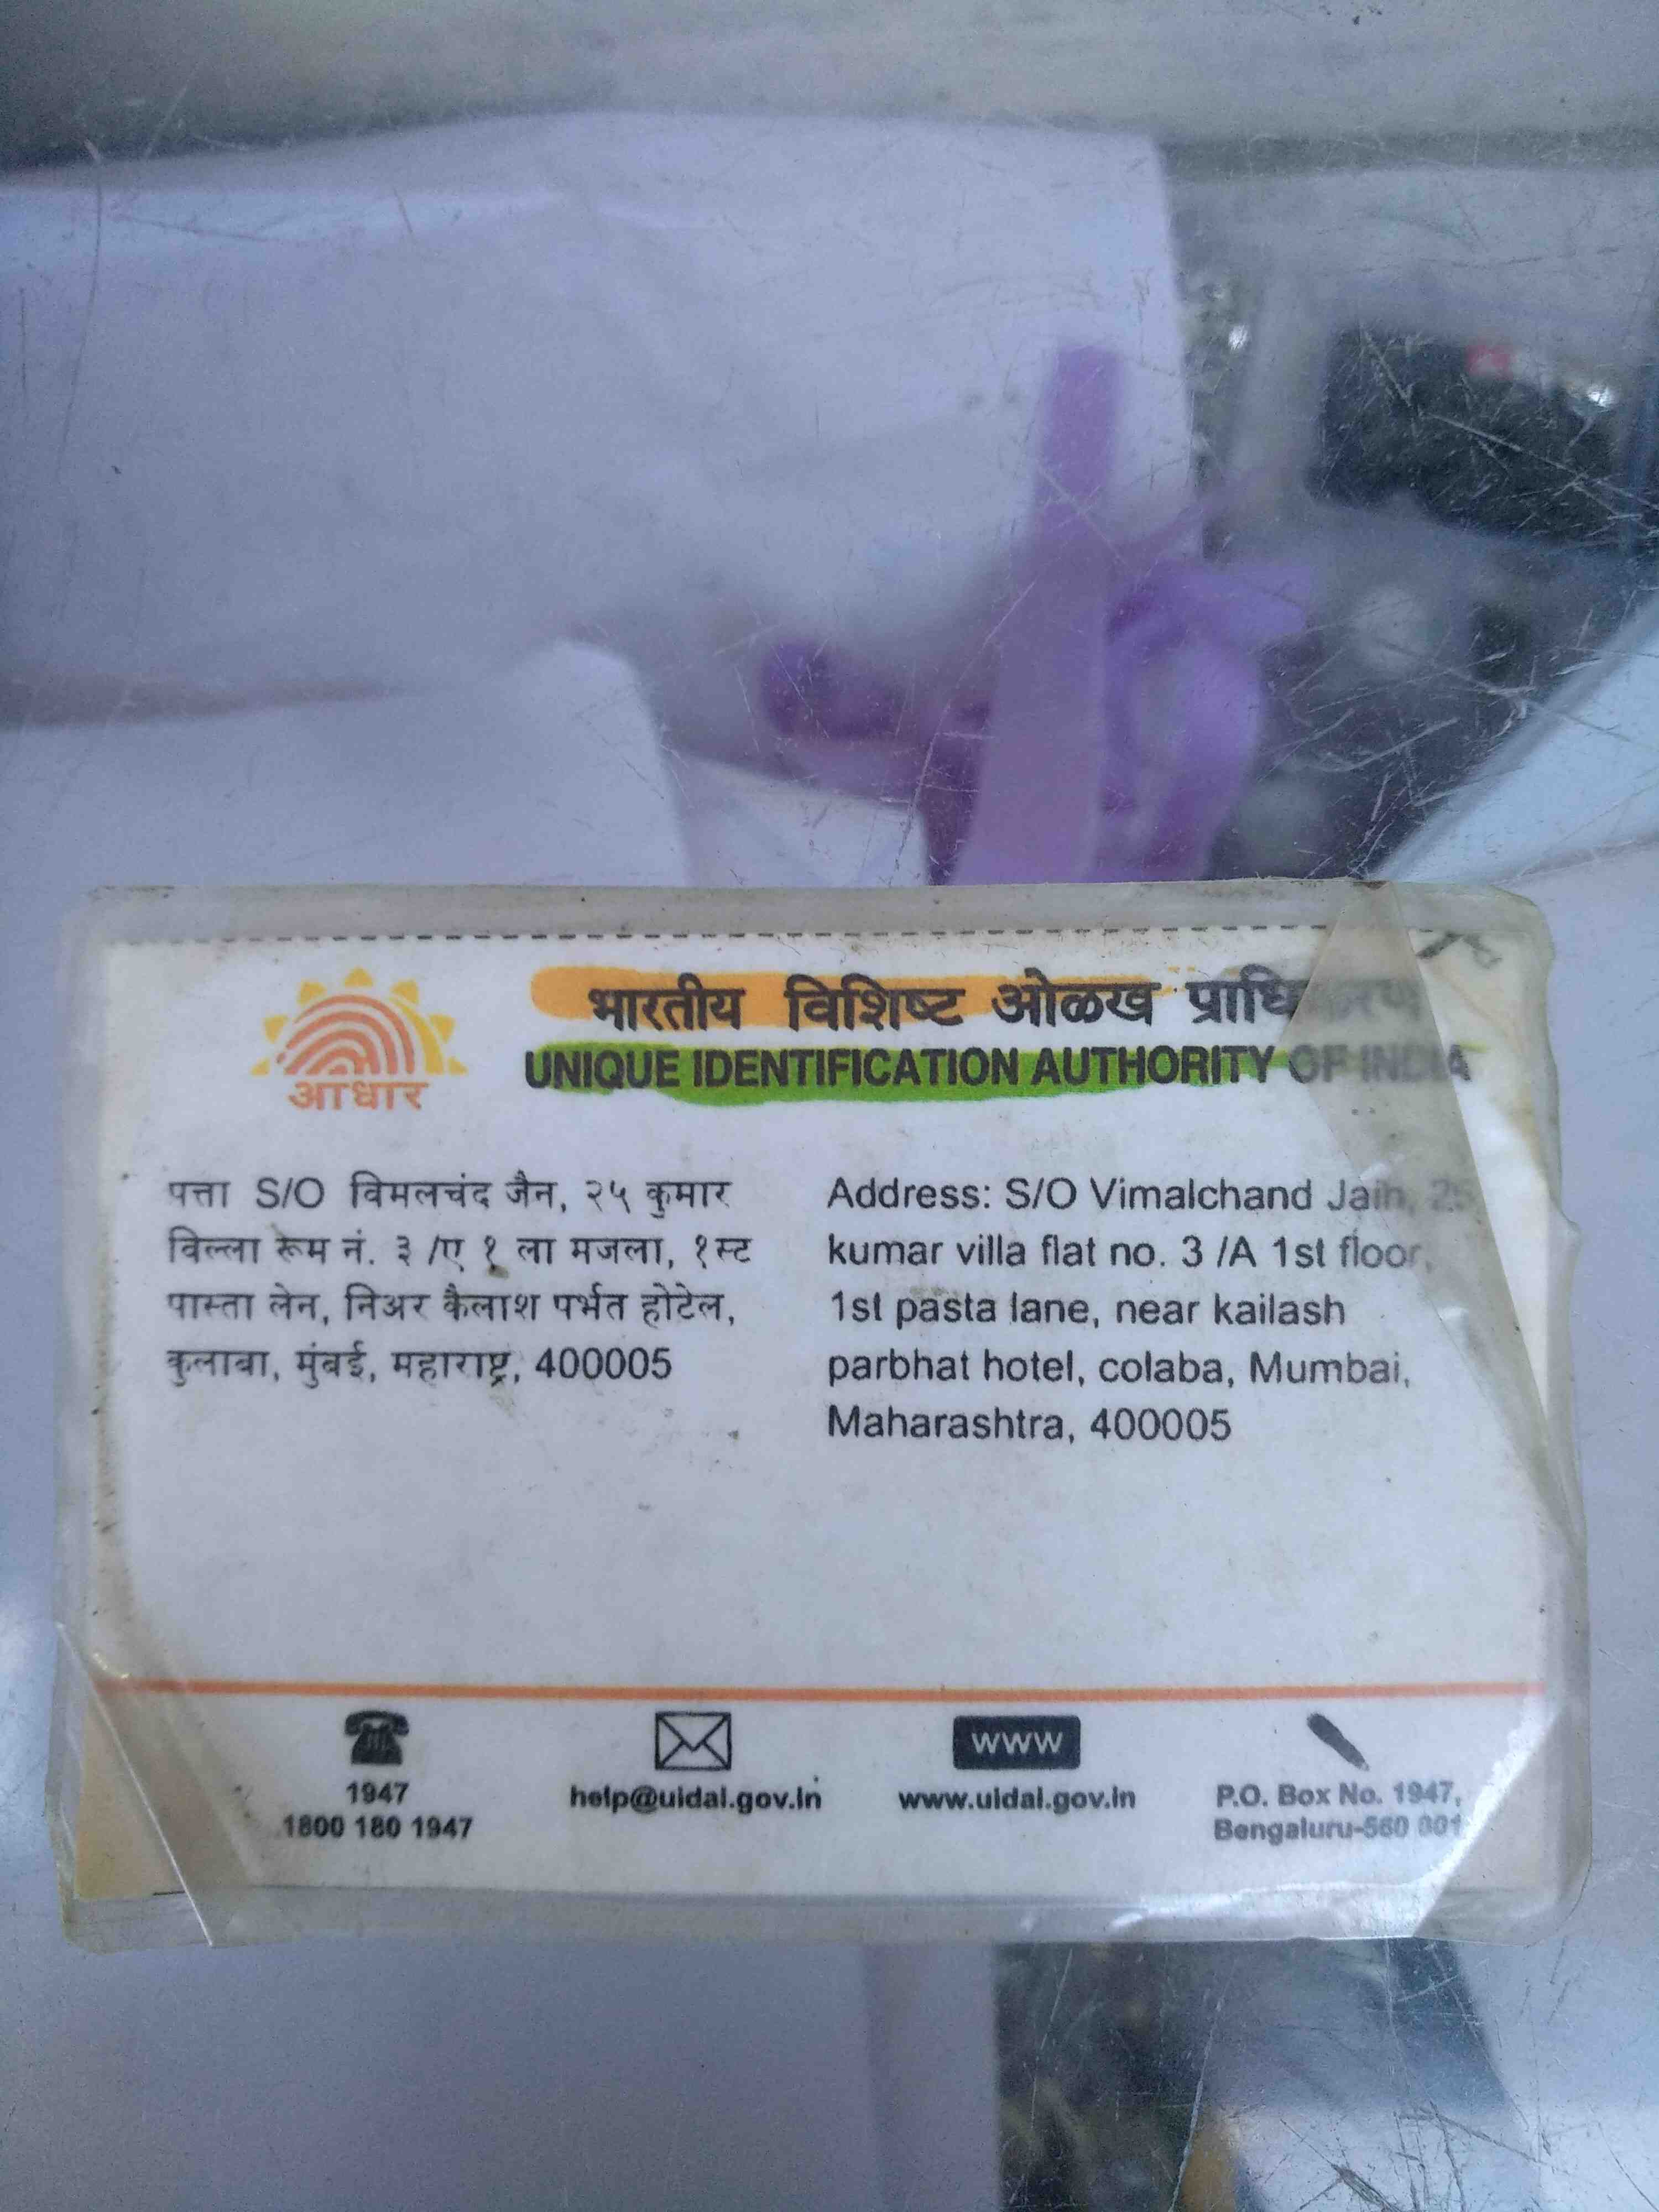 भारतीय विशिष्ट ओळख प्राधिकरण
UNIQUE IDENTIFICATION AUTHORITY OF INDIA
आधार
पत्ता S/O विमलचंद जैन, २५ कुमार
विल्ला रूम नं. ३ /ए १ ला मजला, १स्ट
पास्ता लेन, निअर कैलाश पर्भत होटेल,
कुलाबा, मुंबई, महाराष्ट्र, 400005
Address: S/O Vimalchand Jain, 25
kumar villa flat no. 3 /A 1st floor,
1st pasta lane, near kailash
parbhat hotel, colaba, Mumbai,
Maharashtra, 400005
1947
1800 180 1947
help@uidai.gov.in
www
www.uidai.gov.in
P.O. Box No. 1947,
Bengaluru-560 001